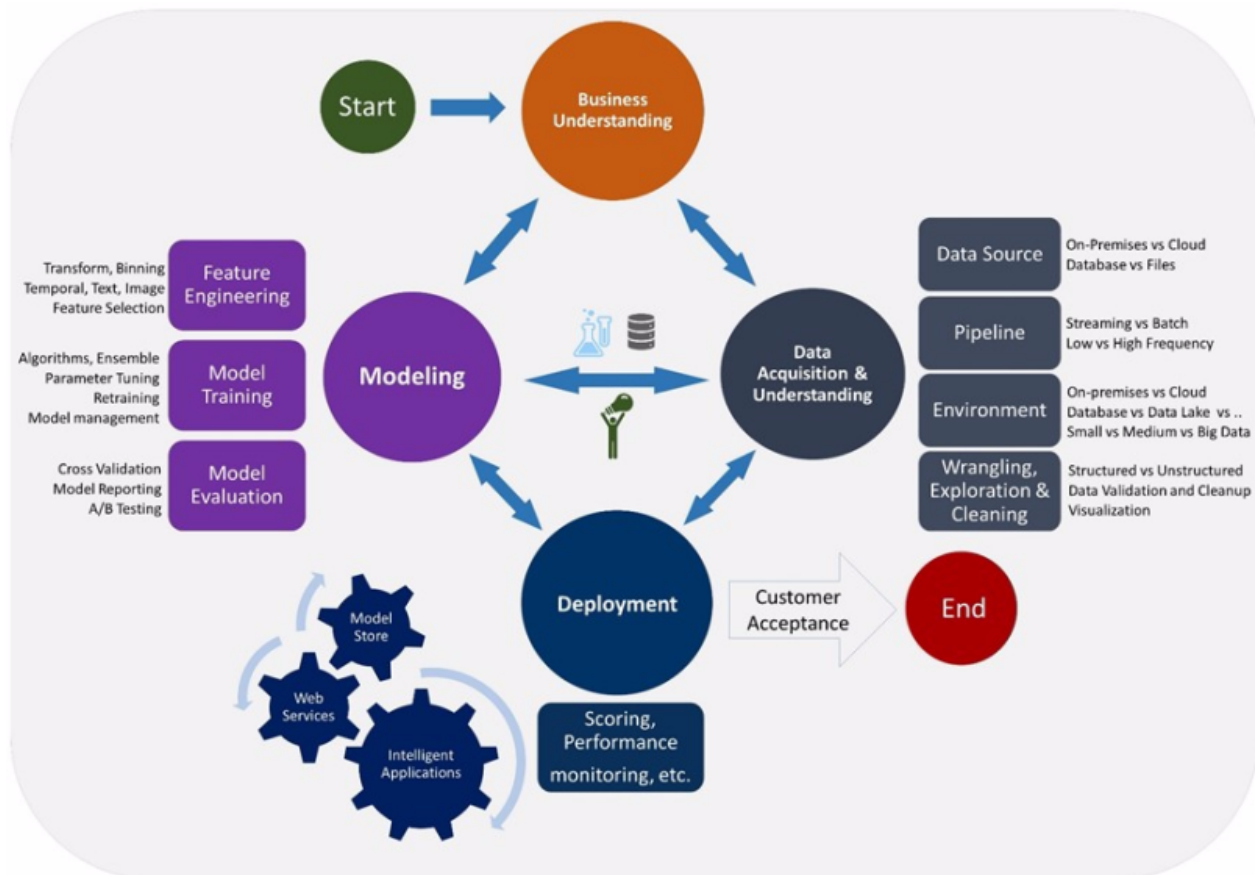 Start
Business
Understanding
Transform, Binning
Temporal, Text, Image
Feature Selection
Feature
Engineering
Algorithms, Ensemble
Parameter Tuning
Retraining
Model management
Model
Training
Cross Validation
Model Reporting
A/B Testing
Model
Evaluation
Modeling
Data
Acquisition &
Understanding
Data Source
On-Premises vs Cloud
Database vs Files
Pipeline
Streaming vs Batch
Low vs High Frequency
Environment
On-premises vs Cloud
Database vs Data Lake vs ..
Small vs Medium vs Big Data
Wrangling,
Exploration &
Cleaning
Structured vs Unstructured
Data Validation and Cleanup
Visualization
Deployment
Customer
Acceptance
End
Model
Store
Web
Services
Intelligent
Applications
Scoring,
Performance
monitoring, etc.